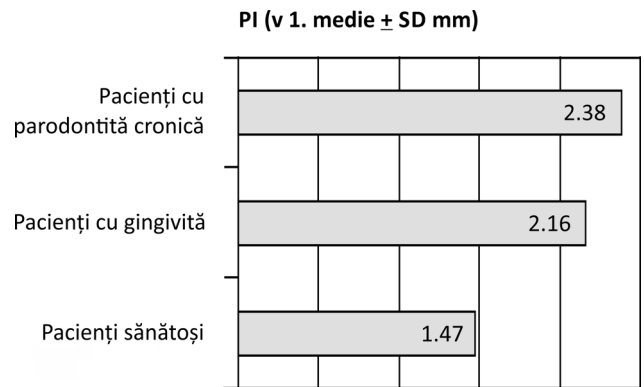 PI (v 1. medie ± SD mm)
Pacienți cu
parodontită cronică
2.38
Pacienți cu gingivită
2.16
Pacienți sănătoși
1.47